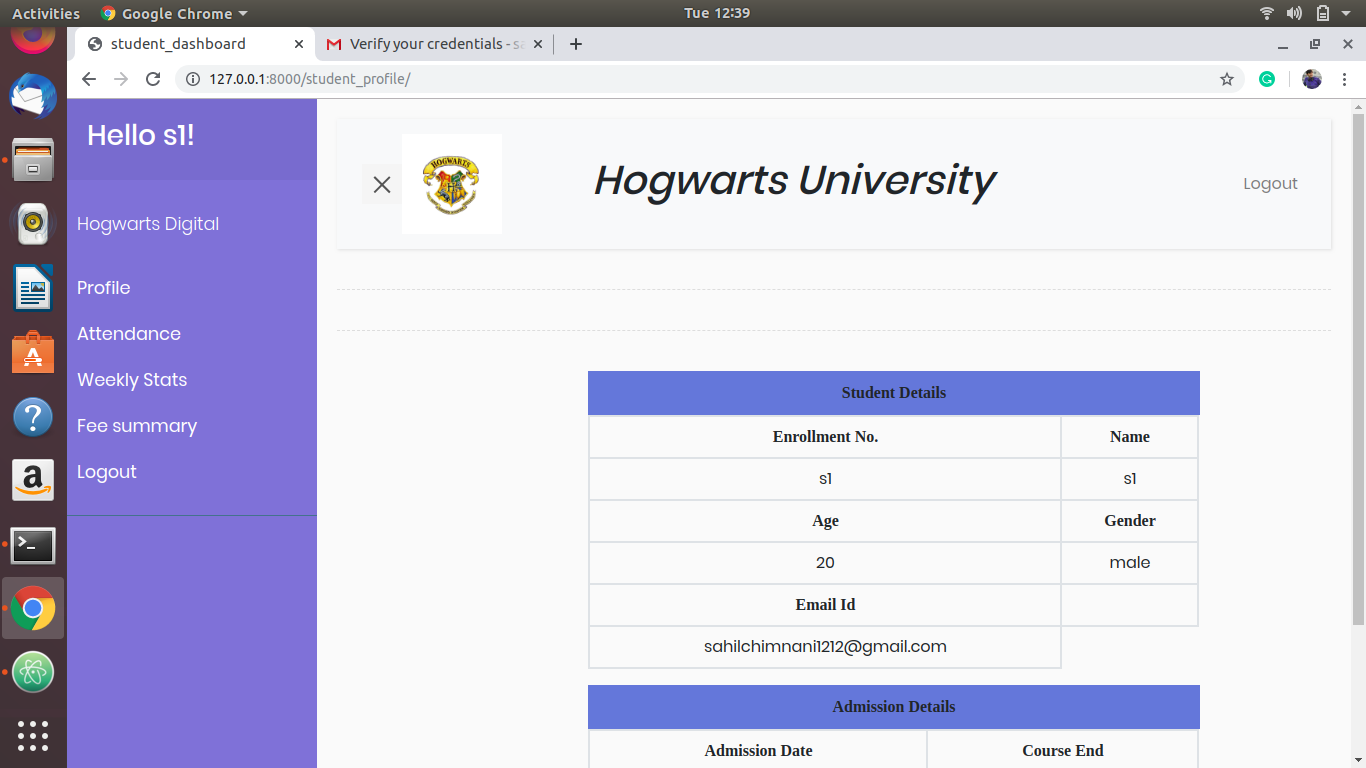 Activities Google Chrome Tue 12:39
student_dashboard Verify your credentials - sa
127.0.0.1:8000/student_profile/
Hello s1!
Hogwarts Digital
Profile
Attendance
Weekly Stats
Fee summary
Logout
HOGWARTS
Hogwarts University
Logout
Student Details
Enrollment No. Name
s1 s1
Age Gender
20 male
Email Id
sahilchimnani1212@gmail.com
Admission Details
Admission Date Course End